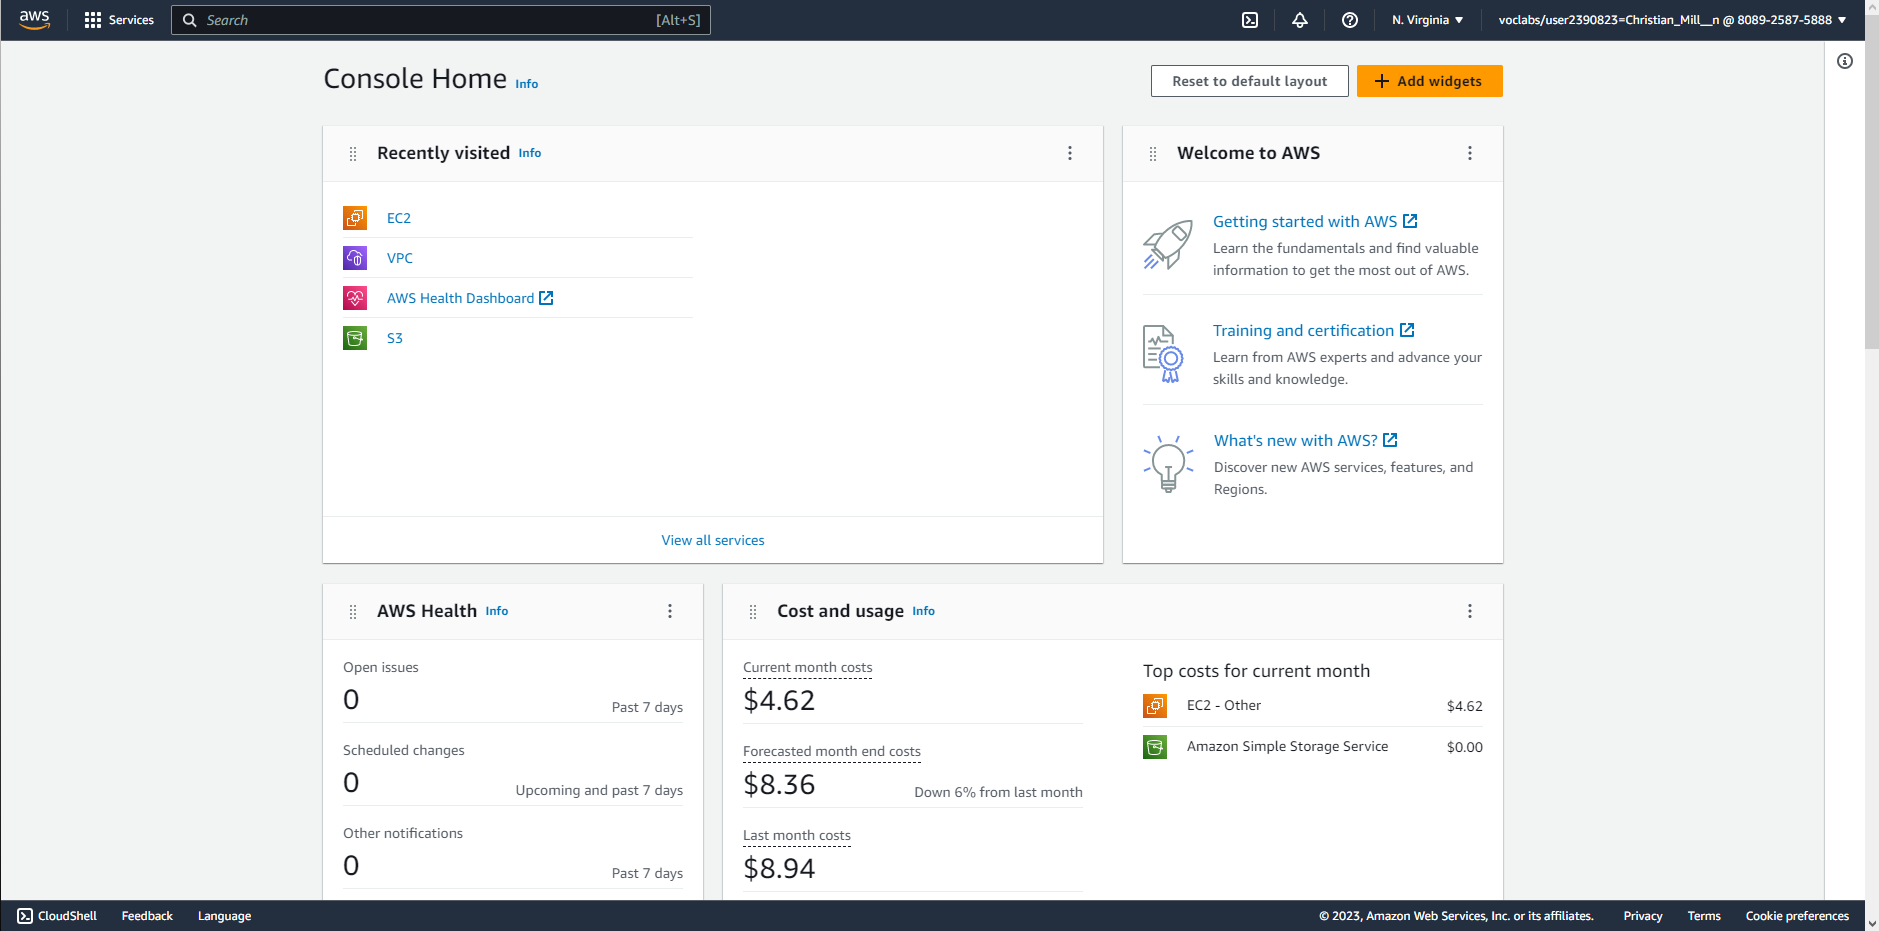 aws
Services
Search
[Alt+S]
N. Virginia
voclabs/user2390823=Christian_Mill__n @ 8089-2587-5888
Console Home Info
Reset to default layout
Add widgets
Recently visited Info
EC2
VPC
AWS Health Dashboard
S3
View all services
Welcome to AWS
Getting started with AWS
Learn the fundamentals and find valuable
information to get the most out of AWS.
Training and certification
Learn from AWS experts and advance your
skills and knowledge.
What's new with AWS?
Discover new AWS services, features, and
Regions.
AWS Health Info
Open issues
0
Past 7 days
Scheduled changes
0
Upcoming and past 7 days
Other notifications
0
Past 7 days
Cost and usage Info
Current month costs
$4.62
Forecasted month end costs
$8.36
Down 6% from last month
Last month costs
$8.94
Top costs for current month
EC2 - Other
$4.62
Amazon Simple Storage Service
$0.00
CloudShell
Feedback
Language
© 2023, Amazon Web Services, Inc. or its affiliates.
Privacy
Terms
Cookie preferences